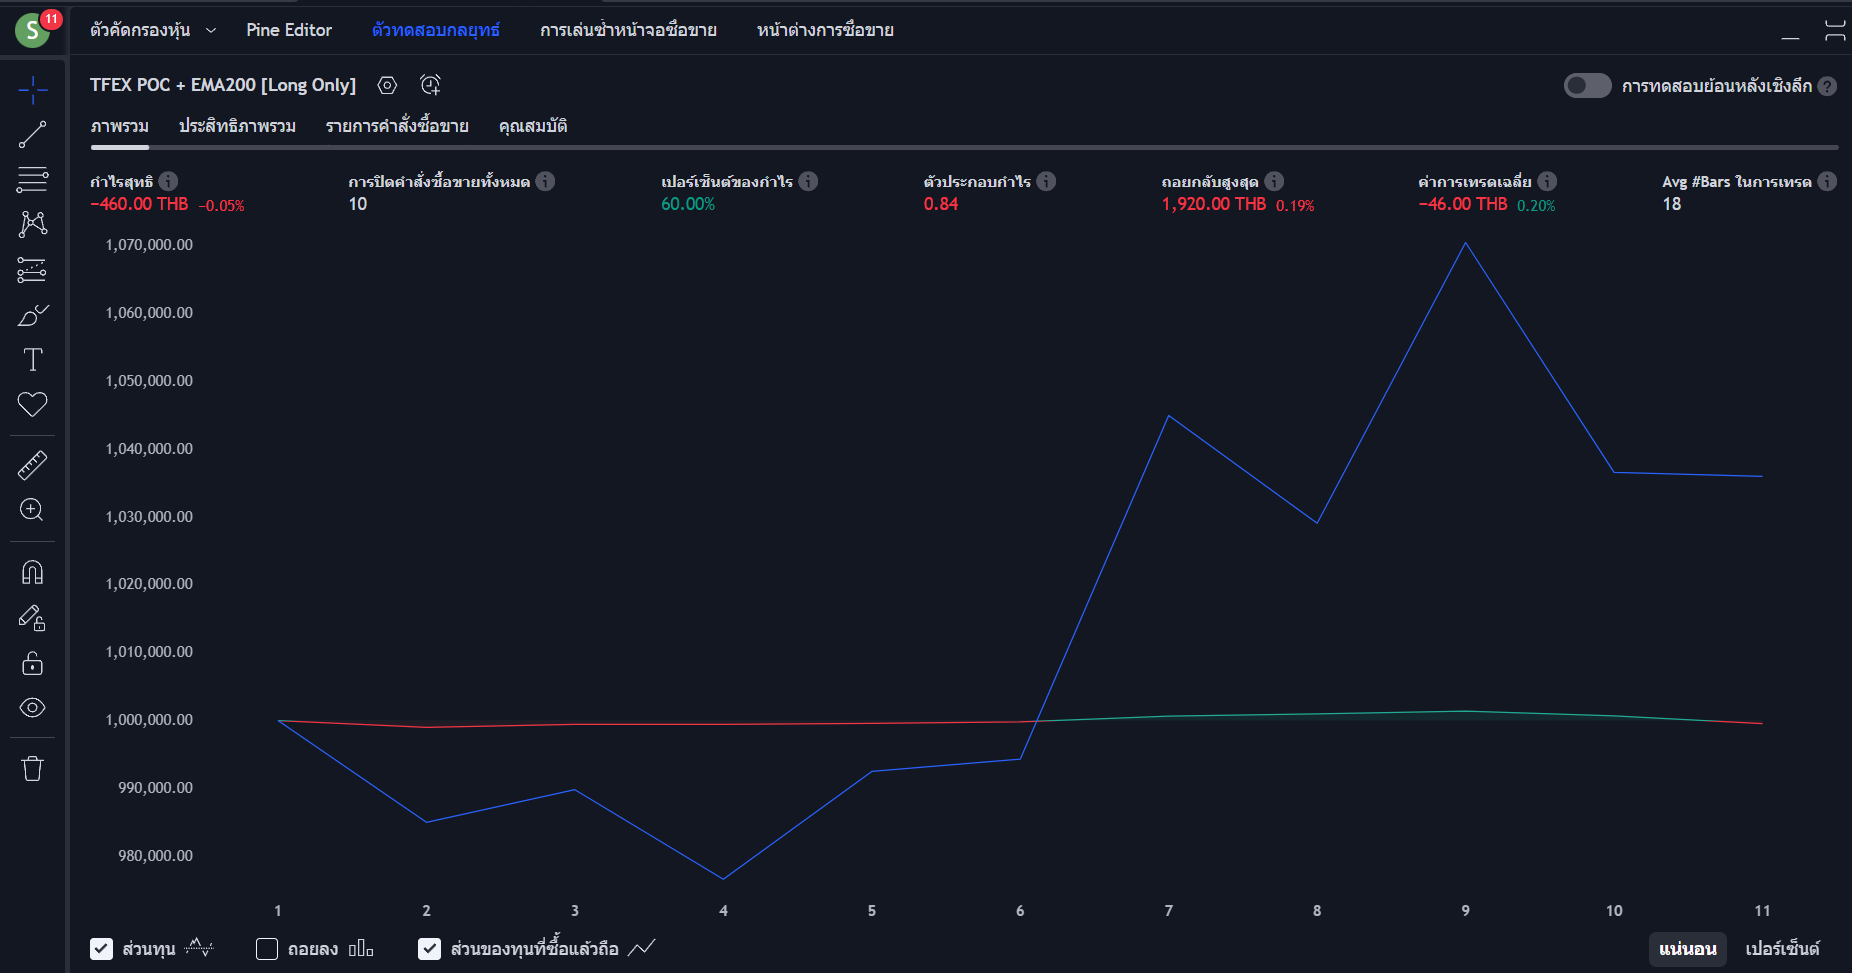 S 11 ตัวคัดกรองหุ้น Pine Editor ตัวทดสอบกลยุทธ์ การเล่นซ้ำหน้าจอซื้อขาย หน้าต่างการซื้อขาย
TFEX POC + EMA200 [Long Only] การทดสอบย้อนหลังเชิงลึก ?
ภาพรวม ประสิทธิภาพรวม รายการคำสั่งซื้อขาย คุณสมบัติ
กำไรสุทธิ การปิดคำสั่งซื้อขายทั้งหมด เปอร์เซ็นต์ของกำไร ตัวประกอบกำไร ถอยกลับสูงสุด ค่าการเทรดเฉลี่ย Avg #Bars ในการเทรด
−460.00 THB −0.05% 10 60.00% 0.84 1,920.00 THB 0.19% −46.00 THB 0.20% 18
1,070,000.00
1,060,000.00
1,050,000.00
1,040,000.00
1,030,000.00
1,020,000.00
1,010,000.00
1,000,000.00
990,000.00
980,000.00
1 2 3 4 5 6 7 8 9 10 11
ส่วนทุน ถอยลง ส่วนของทุนที่ซื้อแล้วถือ แน่นอน เปอร์เซ็นต์